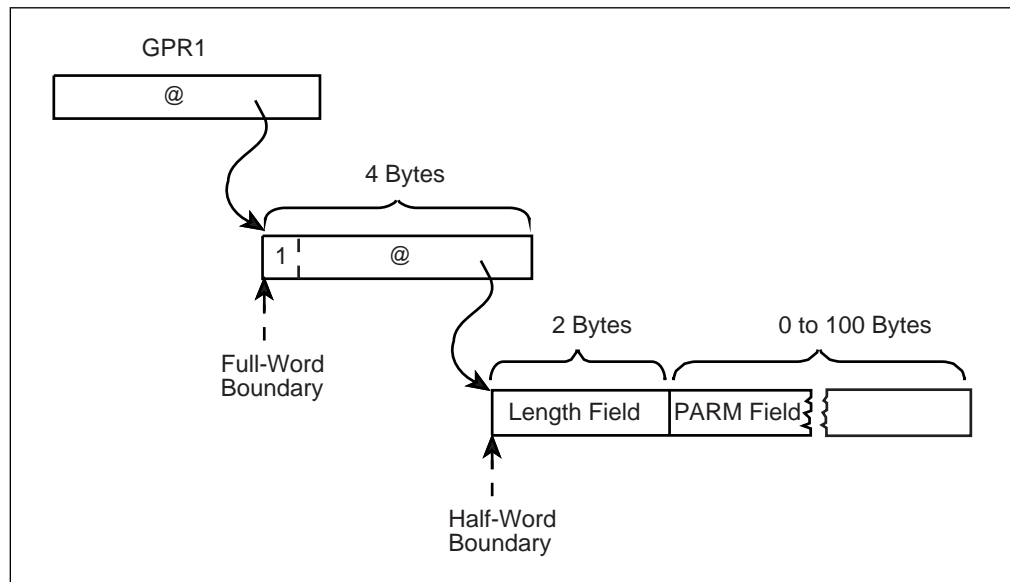 GPR1
@
4 Bytes
1
@
Full-Word
Boundary
2 Bytes
0 to 100 Bytes
Length Field
PARM Field
Half-Word
Boundary